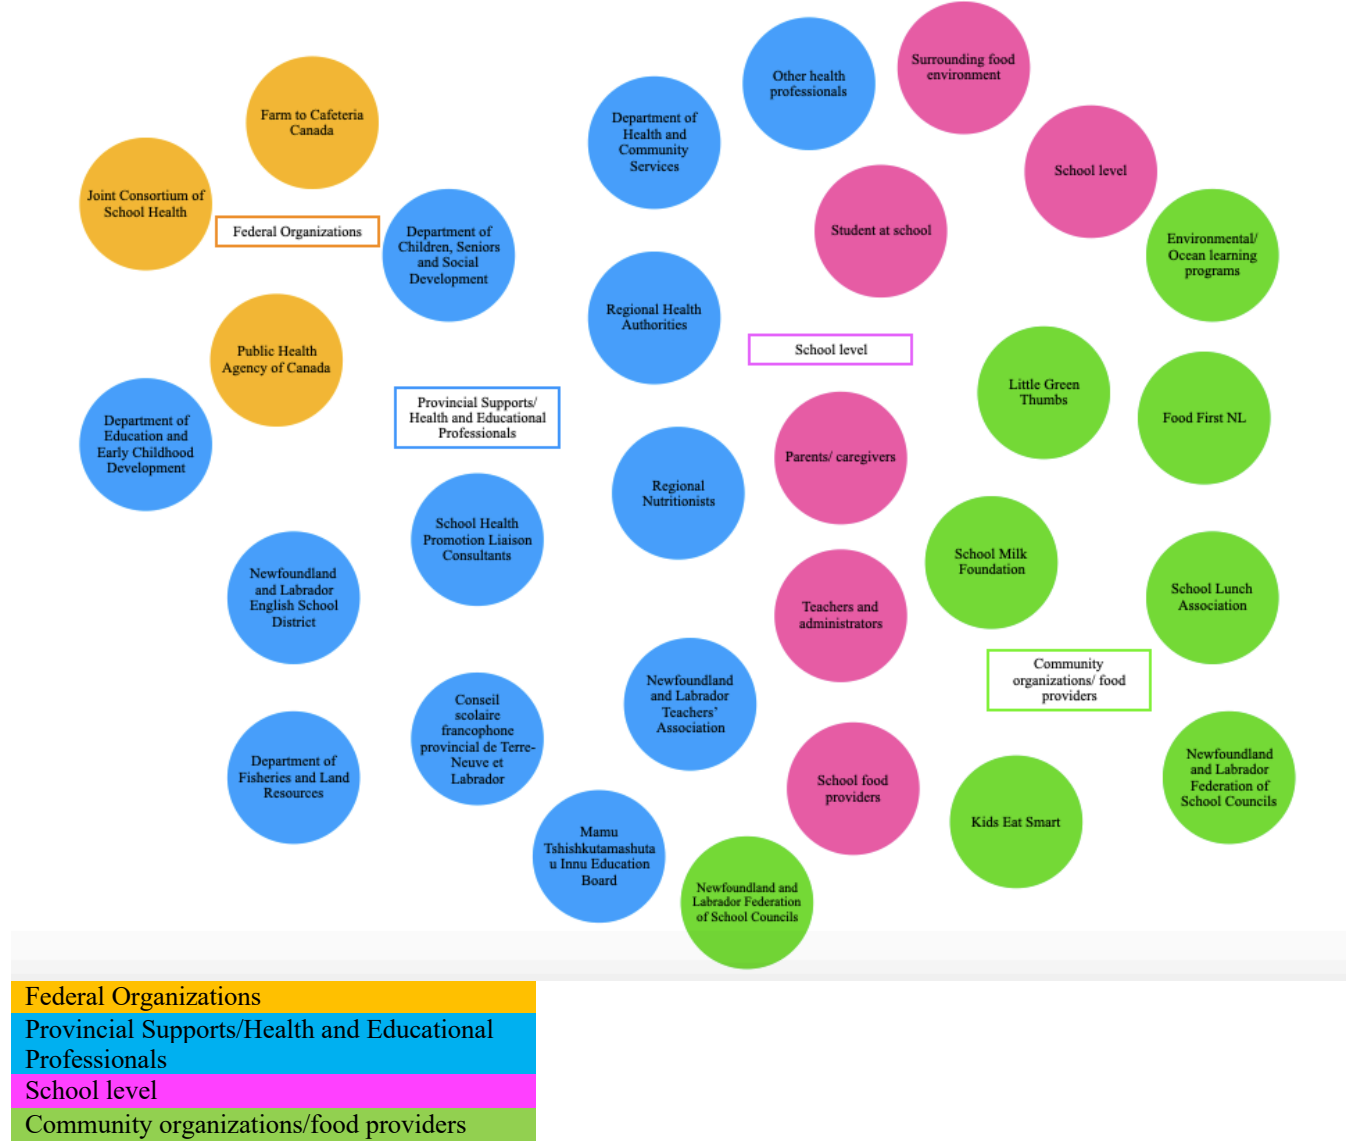 Surrounding food
environment
Other health
professionals
Farm to Cafeteria
Canada
Department of
Health and
Community
Services
School level
Joint Consortium of
School Health
Federal Organizations
Department of
Children, Seniors
and Social
Development
Student at school
Environmental/
Ocean learning
programs
Regional Health
Authorities
School level
Public Health
Agency of Canada
Little Green
Thumbs
Food First NL
Provincial Supports/
Health and Educational
Professionals
Department of
Education and
Early Childhood
Development
Parents/ caregivers
Regional
Nutritionists
School Health
Promotion Liaison
Consultants
School Milk
Foundation
Newfoundland
and Labrador
English School
District
School Lunch
Association
Teachers and
administrators
Community
organizations/ food
providers
Newfoundland
and Labrador
Teachers’
Association
Conseil
scolaire
francophone
provincial de Terre-
Neuve et
Labrador
Department of
Fisheries and Land
Resources
School food
providers
Newfoundland
and Labrador
Federation of
School Councils
Kids Eat Smart
Mamu
Tshishkutamashuta
u Innu Education
Board
Newfoundland and
Labrador Federation
of School Councils
Federal Organizations
Provincial Supports/Health and Educational
Professionals
School level
Community organizations/food providers